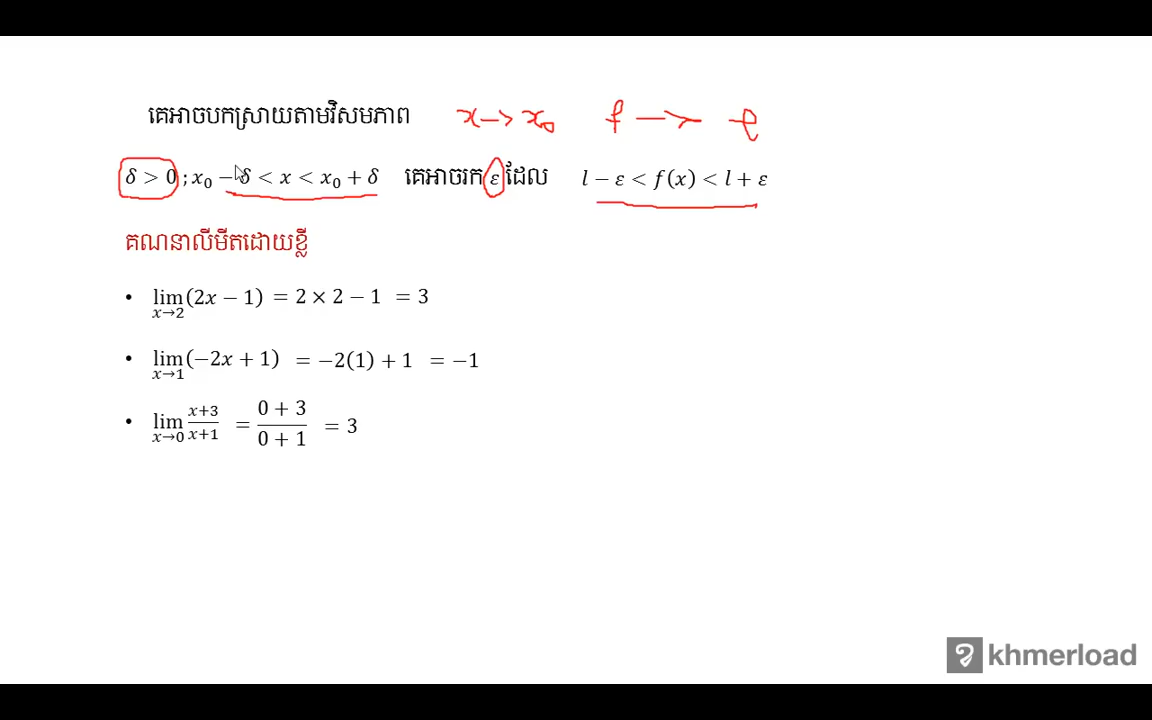 គេអាចបកស្រាយតាមវិសមភាព x → x₀ f → ℓ
δ > 0 ; x₀ − δ < x < x₀ + δ គេអាចរក ε ដែល l − ε < f(x) < l + ε
គណនាលីមីតដោយខ្លី
• lim x→2 (2x − 1) = 2 × 2 − 1 = 3
• lim x→1 (−2x + 1) = −2(1) + 1 = −1
• lim x→0 (x+3)/(x+1) = (0 + 3)/(0 + 1) = 3
khmerload